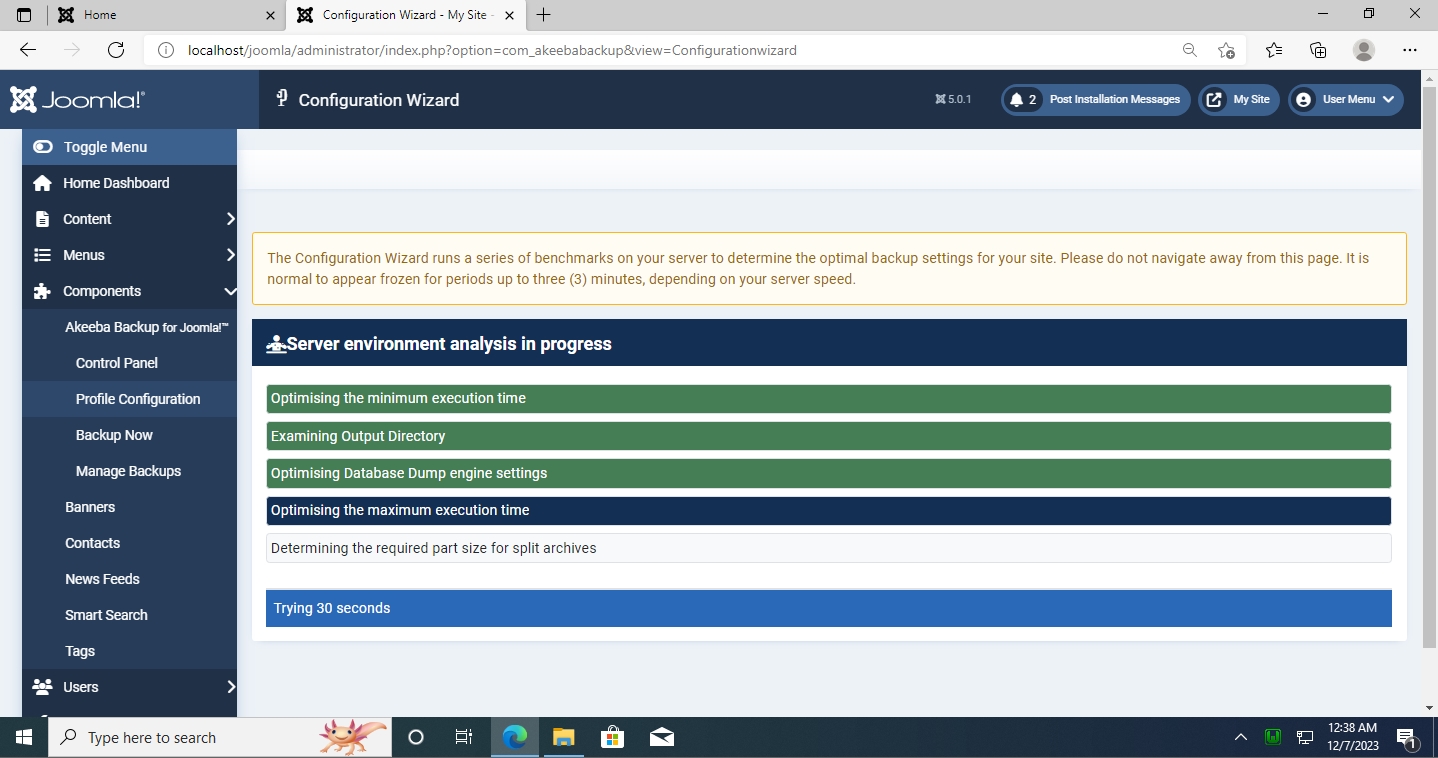 Home
Configuration Wizard - My Site -
localhost/joomla/administrator/index.php?option=com_akeebabackup&view=Configurationwizard
Joomla!®
Configuration Wizard
5.0.1
2 Post Installation Messages
My Site
User Menu
Toggle Menu
Home Dashboard
Content
Menus
Components
Akeeba Backup for Joomla!™
Control Panel
Profile Configuration
Backup Now
Manage Backups
Banners
Contacts
News Feeds
Smart Search
Tags
Users
The Configuration Wizard runs a series of benchmarks on your server to determine the optimal backup settings for your site. Please do not navigate away from this page. It is
normal to appear frozen for periods up to three (3) minutes, depending on your server speed.
Server environment analysis in progress
Optimising the minimum execution time
Examining Output Directory
Optimising Database Dump engine settings
Optimising the maximum execution time
Determining the required part size for split archives
Trying 30 seconds
Type here to search
12:38 AM
12/7/2023
1